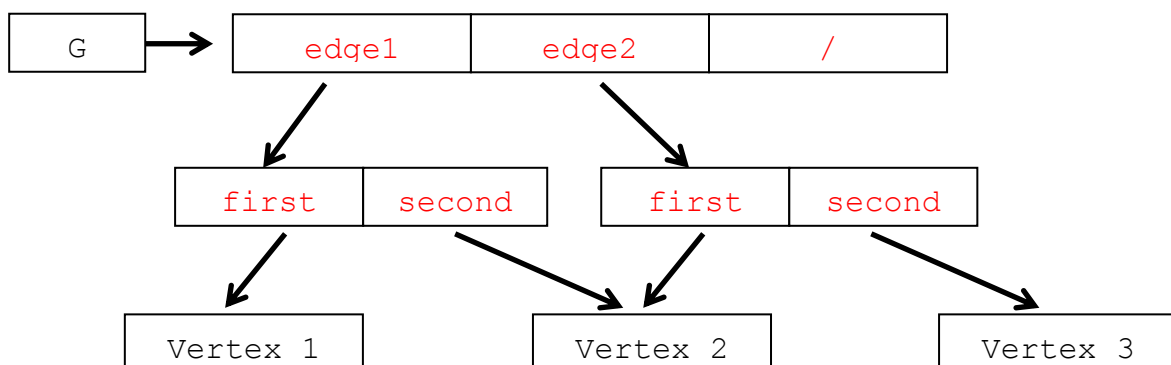 G edge1 edge2 /
first second first second
Vertex 1 Vertex 2 Vertex 3